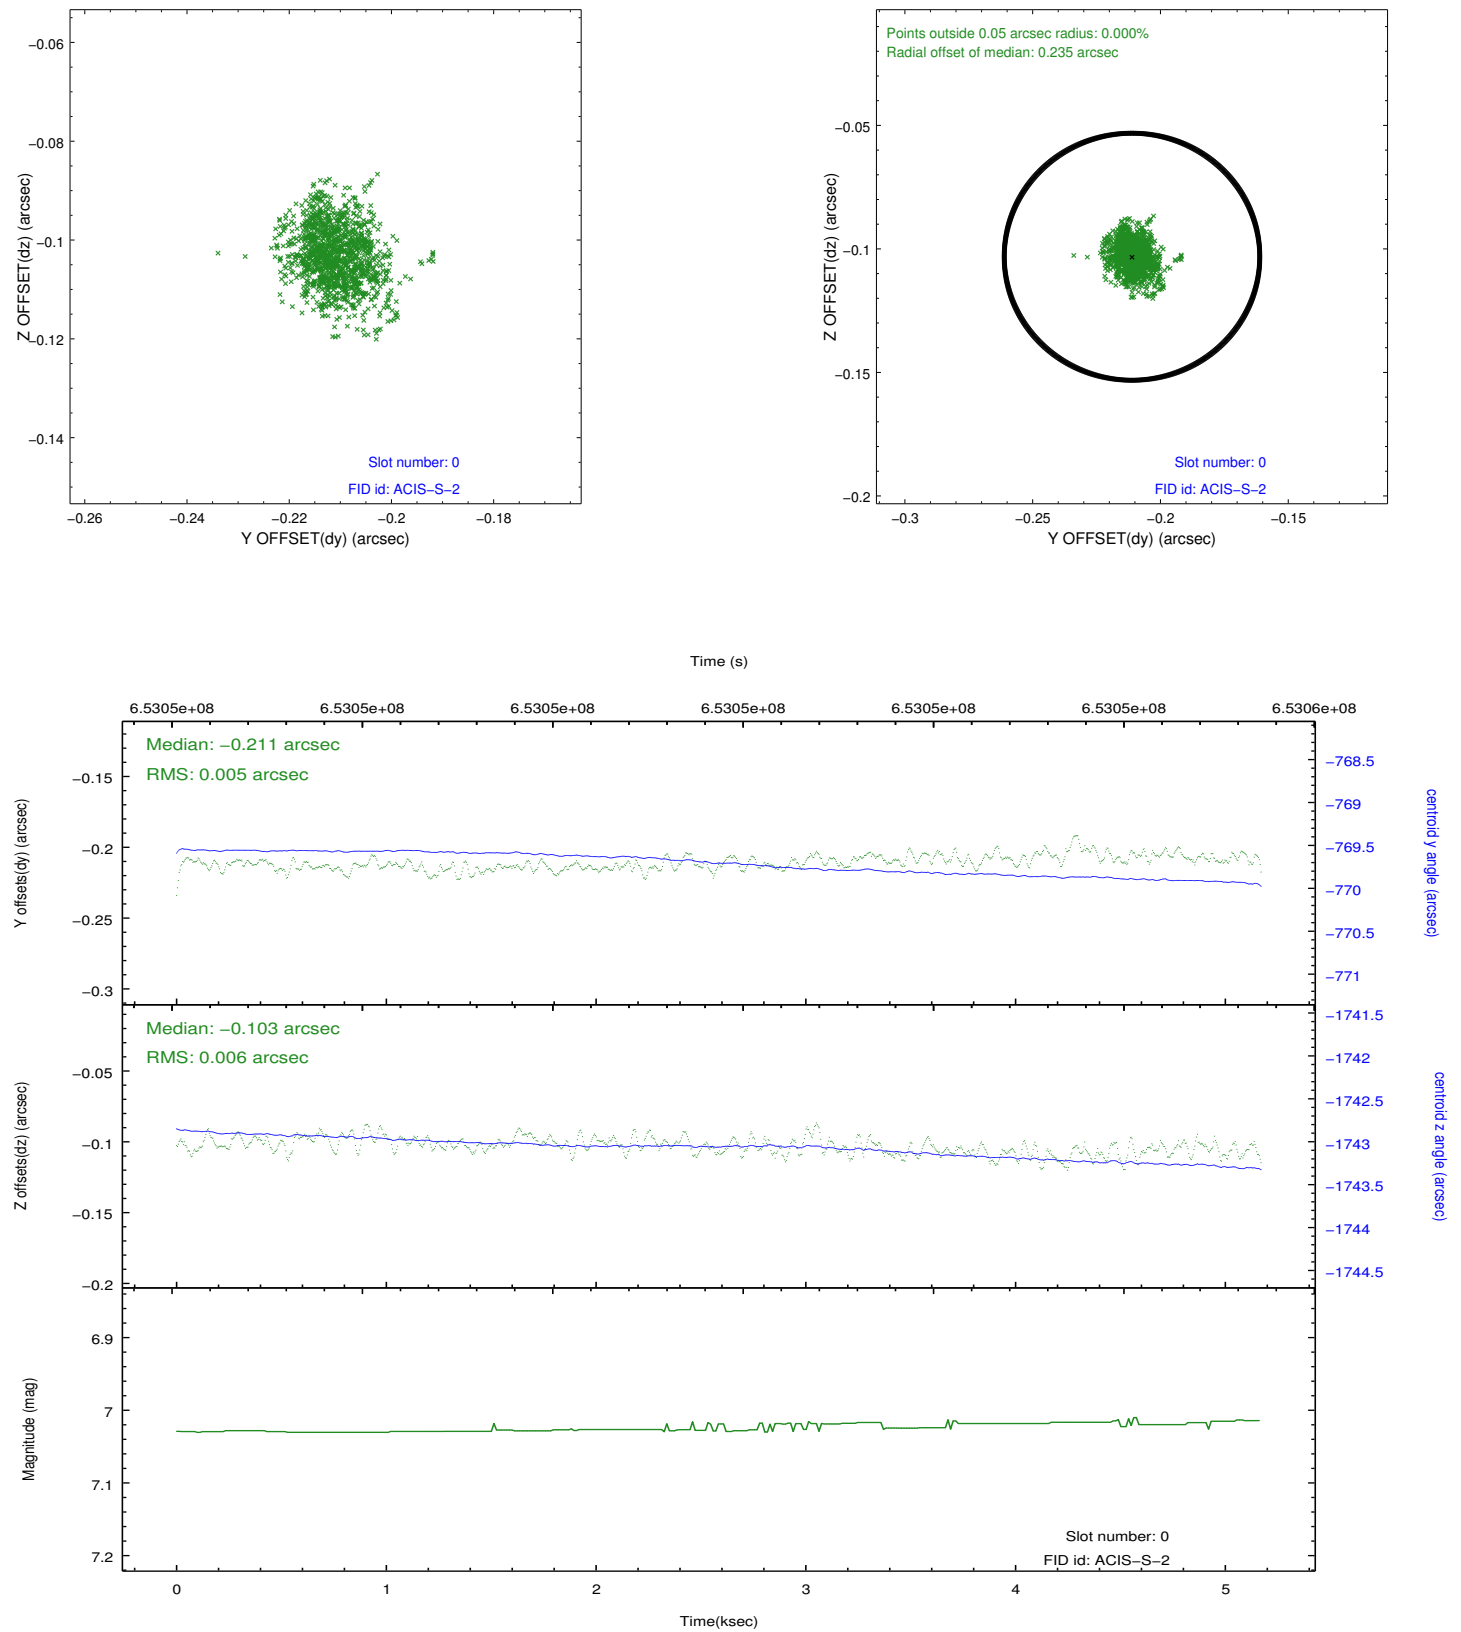 −0.06
−0.08
−0.1
−0.12
−0.14
Z OFFSET(dz) (arcsec)
Slot number: 0
FID id: ACIS−S−2
−0.26
−0.24
−0.22
−0.2
−0.18
Y OFFSET(dy) (arcsec)
Points outside 0.05 arcsec radius: 0.000%
Radial offset of median: 0.235 arcsec
−0.05
−0.1
−0.15
−0.2
Z OFFSET(dz) (arcsec)
Slot number: 0
FID id: ACIS−S−2
−0.3
−0.25
−0.2
−0.15
Y OFFSET(dy) (arcsec)
Time (s)
6.5305e+08
6.5305e+08
6.5305e+08
6.5305e+08
6.5305e+08
6.5305e+08
6.5306e+08
Median: −0.211 arcsec
RMS: 0.005 arcsec
−0.15
−0.2
−0.25
−0.3
Y offsets(dy) (arcsec)
−768.5
−769
−769.5
−770
−770.5
−771
centroid y angle (arcsec)
Median: −0.103 arcsec
RMS: 0.006 arcsec
−0.05
−0.1
−0.15
−0.2
Z offsets(dz) (arcsec)
−1741.5
−1742
−1742.5
−1743
−1743.5
−1744
−1744.5
centroid z angle (arcsec)
6.9
7
7.1
7.2
Magnitude (mag)
Slot number: 0
FID id: ACIS−S−2
0
1
2
3
4
5
Time(ksec)